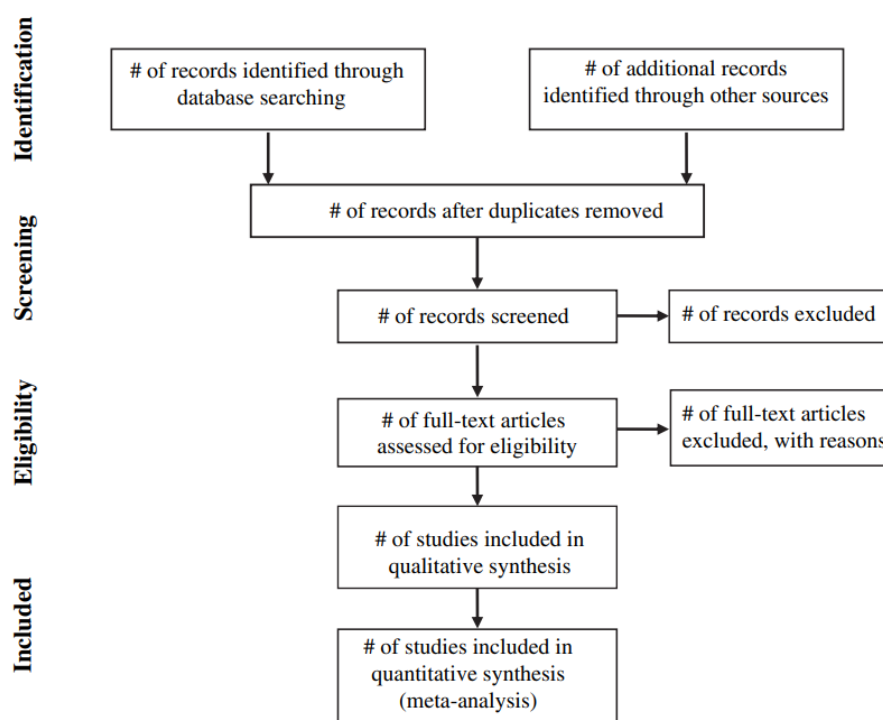 Identification
# of records identified through
database searching
# of additional records
identified through other sources
# of records after duplicates removed
Screening
# of records screened
# of records excluded
Eligibility
# of full-text articles
assessed for eligibility
# of full-text articles
excluded, with reasons
Included
# of studies included in
qualitative synthesis
# of studies included in
quantitative synthesis
(meta-analysis)